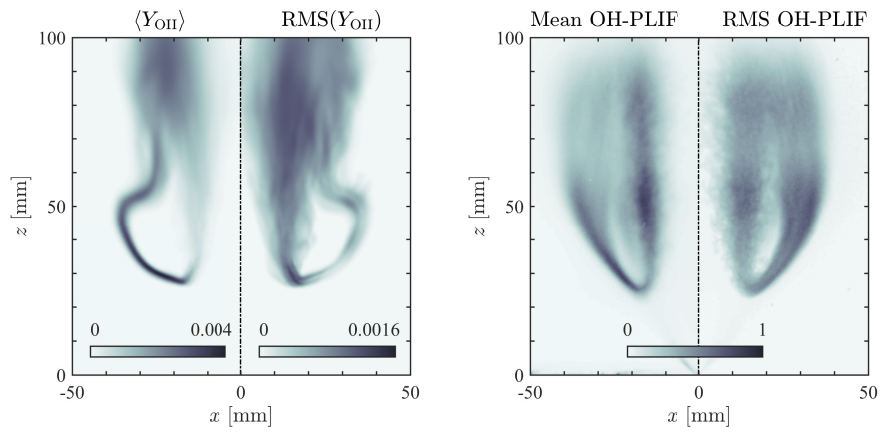 ⟨Y_OH⟩ RMS(Y_OH)
100
50
0
z [mm]
0 0.004 0 0.0016
-50 0 50
x [mm]
Mean OH-PLIF RMS OH-PLIF
100
50
0
z [mm]
0 1
-50 0 50
x [mm]